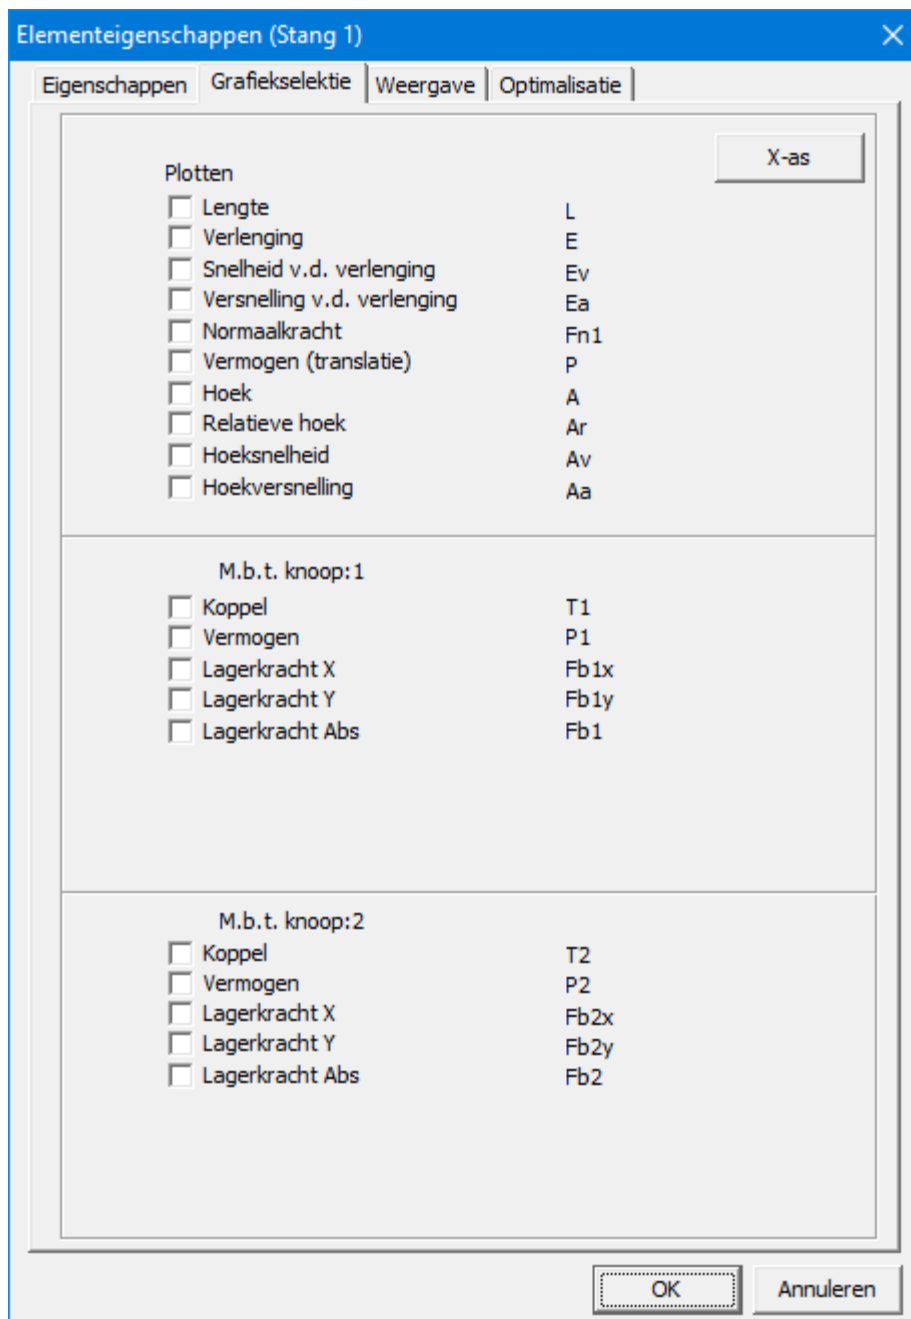 Elementeigenschappen (Stang 1)
Eigenschappen Grafiekselektie Weergave Optimalisatie
X-as
Plotten
Lengte L
Verlenging E
Snelheid v.d. verlenging Ev
Versnelling v.d. verlenging Ea
Normaalkracht Fn1
Vermogen (translatie) P
Hoek A
Relatieve hoek Ar
Hoeksnelheid Av
Hoekversnelling Aa
M.b.t. knoop:1
Koppel T1
Vermogen P1
Lagerkracht X Fb1x
Lagerkracht Y Fb1y
Lagerkracht Abs Fb1
M.b.t. knoop:2
Koppel T2
Vermogen P2
Lagerkracht X Fb2x
Lagerkracht Y Fb2y
Lagerkracht Abs Fb2
OK Annuleren